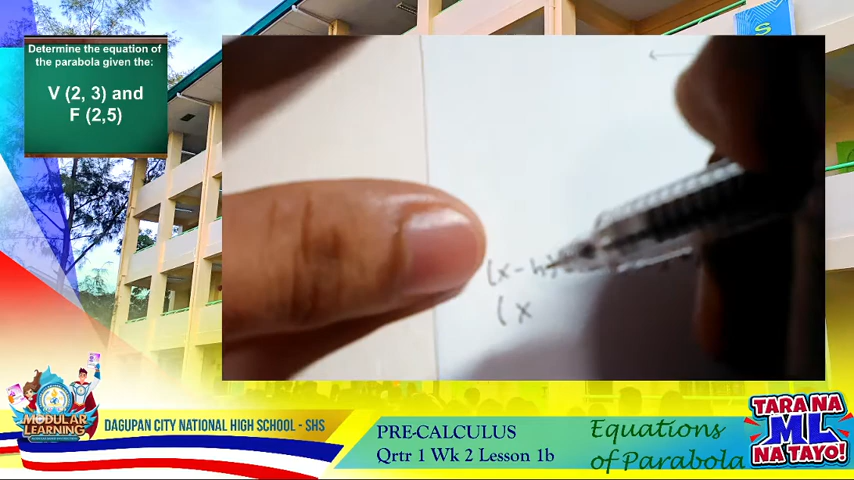 Determine the equation of
the parabola given the:
V (2, 3) and
F (2,5)
S
(x-h)
(x
MODULAR
LEARNING
DAGUPAN CITY NATIONAL HIGH SCHOOL - SHS
PRE-CALCULUS
Qrtr 1 Wk 2 Lesson 1b
Equations
of Parabola
TARA NA
ML
NA TAYO!